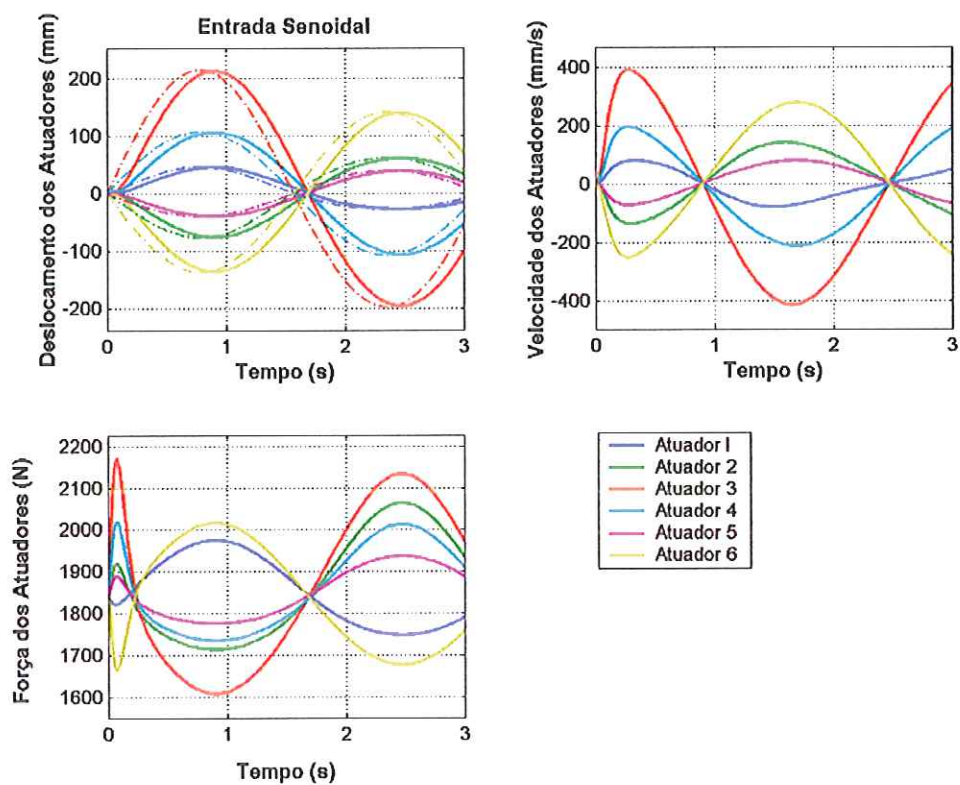 Entrada Senoidal
Deslocamento dos Atuadores (mm)
200
100
0
-100
-200
0 1 2 3
Tempo (s)
Velocidade dos Atuadores (mm/s)
400
200
0
-200
-400
0 1 2 3
Tempo (s)
Força dos Atuadores (N)
2200
2100
2000
1900
1800
1700
1600
0 1 2 3
Tempo (s)
Atuador 1
Atuador 2
Atuador 3
Atuador 4
Atuador 5
Atuador 6